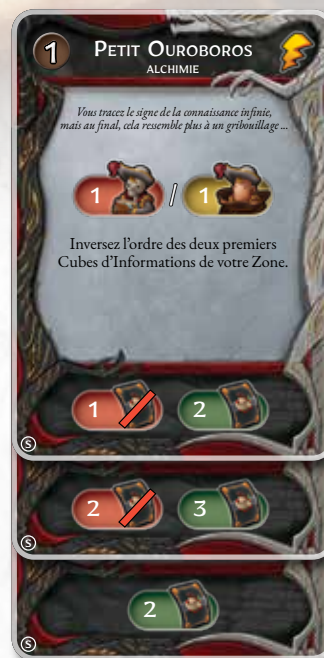 1
PETIT OUROBOROS
ALCHIMIE
Vous tracez le signe de la connaissance infinie,
mais au final, cela ressemble plus à un gribouillage ...
1 / 1
Inversez l'ordre des deux premiers
Cubes d'Informations de votre Zone.
1 2
S
2 3
S
2
S